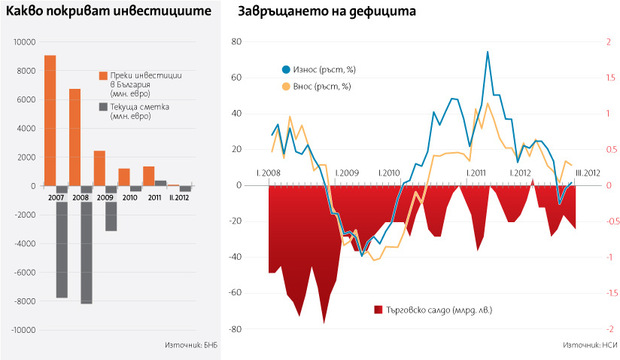 Какво покриват инвестициите
10000
8000
6000
4000
2000
0
-2000
-4000
-6000
-8000
-10000
Преки инвестиции
в България
(млн. евро)
Текуща сметка
(млн. евро)
2007 2008 2009 2010 2011 II.2012
Източник: БНБ
Завръщането на дефицита
80
60
40
20
0
-20
-40
-60
-80
Износ (ръст, %)
Внос (ръст, %)
I.2008 I.2009 I.2010 I.2011 I.2012 III.2012
2
1.5
1
0.5
0
-0.5
-1
-1.5
-2
Търговско салдо (млрд. лв.)
Източник: НСИ